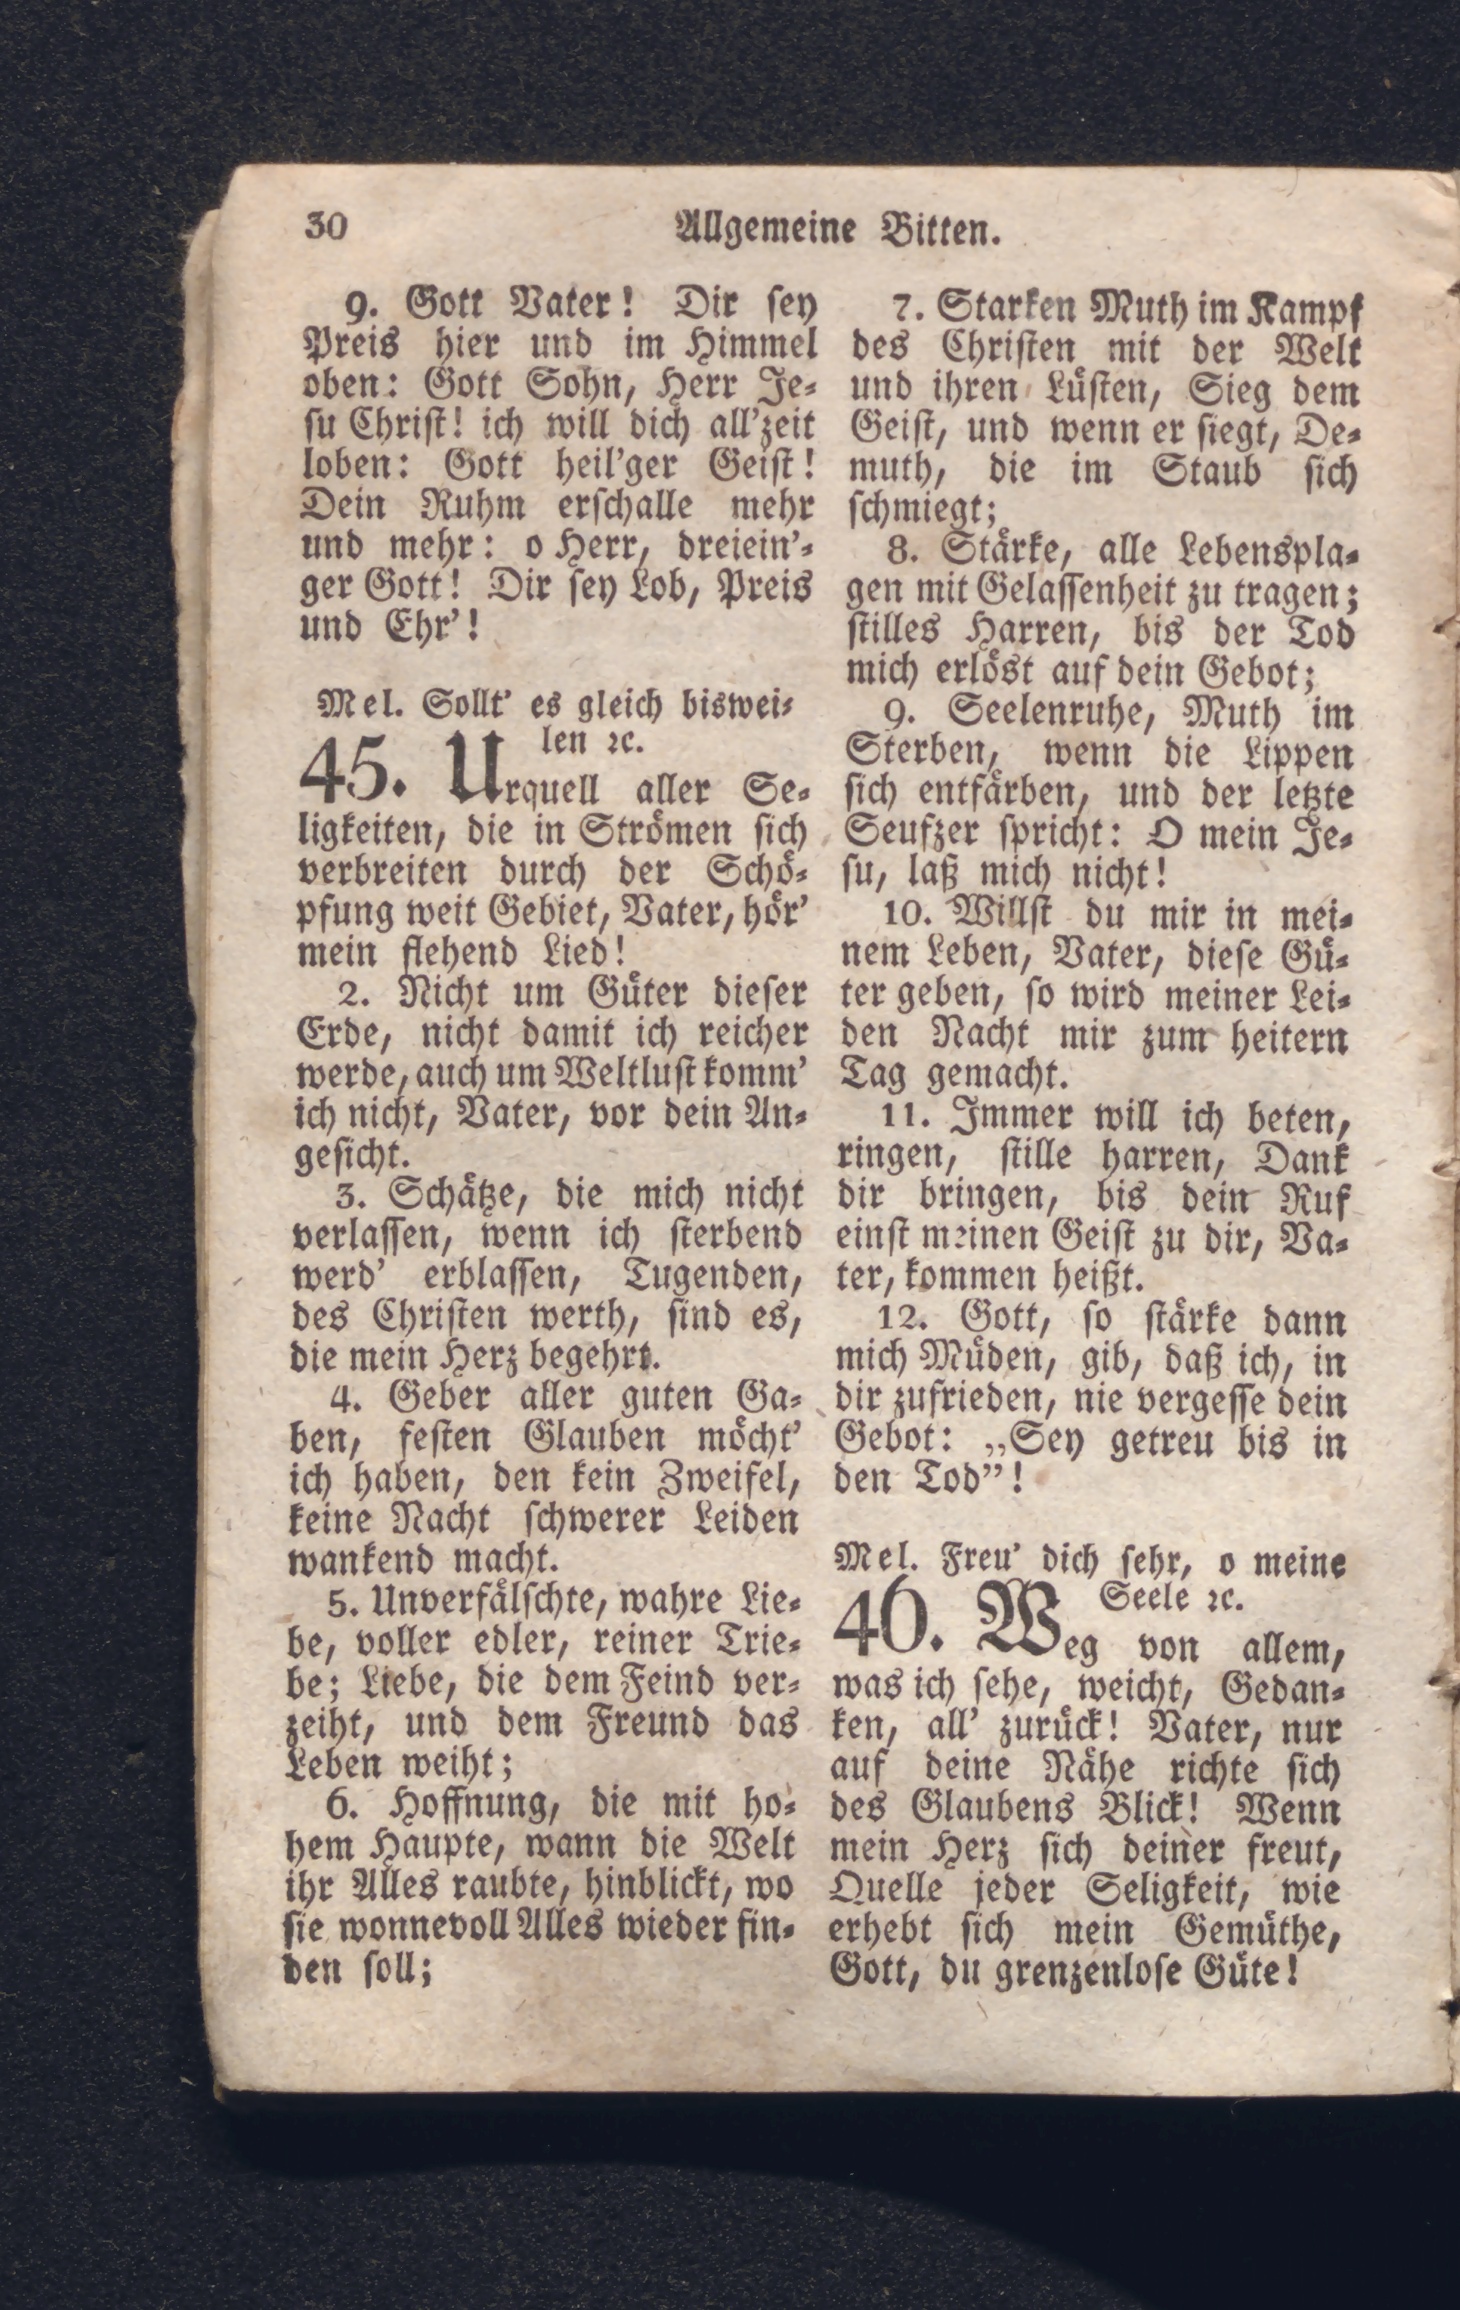 30
Allgemeine Bitten.
9. Gott Vater! Dir sey
Preis hier und im Himmel
oben: Gott Sohn, Herr Je-
su Christ! ich will dich all'zeit
loben: Gott heil'ger Geist!
Dein Ruhm erschalle mehr
und mehr: o Herr, dreiein'-
ger Gott! Dir sey Lob, Preis
und Ehr'!
Mel. Sollt' es gleich biswei-
len ꝛc.
45. Urquell aller Se-
ligkeiten, die in Strömen sich
verbreiten durch der Schö-
pfung weit Gebiet, Vater, hör'
mein flehend Lied!
2. Nicht um Güter dieser
Erde, nicht damit ich reicher
werde, auch um Weltlust komm'
ich nicht, Vater, vor dein An-
gesicht.
3. Schätze, die mich nicht
verlassen, wenn ich sterbend
werd' erblassen, Tugenden,
des Christen werth, sind es,
die mein Herz begehrt.
4. Geber aller guten Ga-
ben, festen Glauben möcht'
ich haben, den kein Zweifel,
keine Nacht schwerer Leiden
wankend macht.
5. Unverfälschte, wahre Lie-
be, voller edler, reiner Trie-
be; Liebe, die dem Feind ver-
zeiht, und dem Freund das
Leben weiht;
6. Hoffnung, die mit ho-
hem Haupte, wann die Welt
ihr Alles raubte, hinblickt, wo
sie wonnevoll Alles wieder fin-
den soll;
7. Starken Muth im Kampf
des Christen mit der Welt
und ihren Lüsten, Sieg dem
Geist, und wenn er siegt, De-
muth, die im Staub sich
schmiegt;
8. Stärke, alle Lebenspla-
gen mit Gelassenheit zu tragen;
stilles Harren, bis der Tod
mich erlöst auf dein Gebot;
9. Seelenruhe, Muth im
Sterben, wenn die Lippen
sich entfärben, und der letzte
Seufzer spricht: O mein Je-
su, laß mich nicht!
10. Willst du mir in mei-
nem Leben, Vater, diese Gü-
ter geben, so wird meiner Lei-
den Nacht mir zum heitern
Tag gemacht.
11. Immer will ich beten,
ringen, stille harren, Dank
dir bringen, bis dein Ruf
einst meinen Geist zu dir, Va-
ter, kommen heißt.
12. Gott, so stärke dann
mich Müden, gib, daß ich, in
dir zufrieden, nie vergesse dein
Gebot: „Sey getreu bis in
den Tod”!
Mel. Freu' dich sehr, o meine
Seele ꝛc.
46. Weg von allem,
was ich sehe, weicht, Gedan-
ken, all' zurück! Vater, nur
auf deine Nähe richte sich
des Glaubens Blick! Wenn
mein Herz sich deiner freut,
Quelle jeder Seligkeit, wie
erhebt sich mein Gemüthe,
Gott, du grenzenlose Güte!